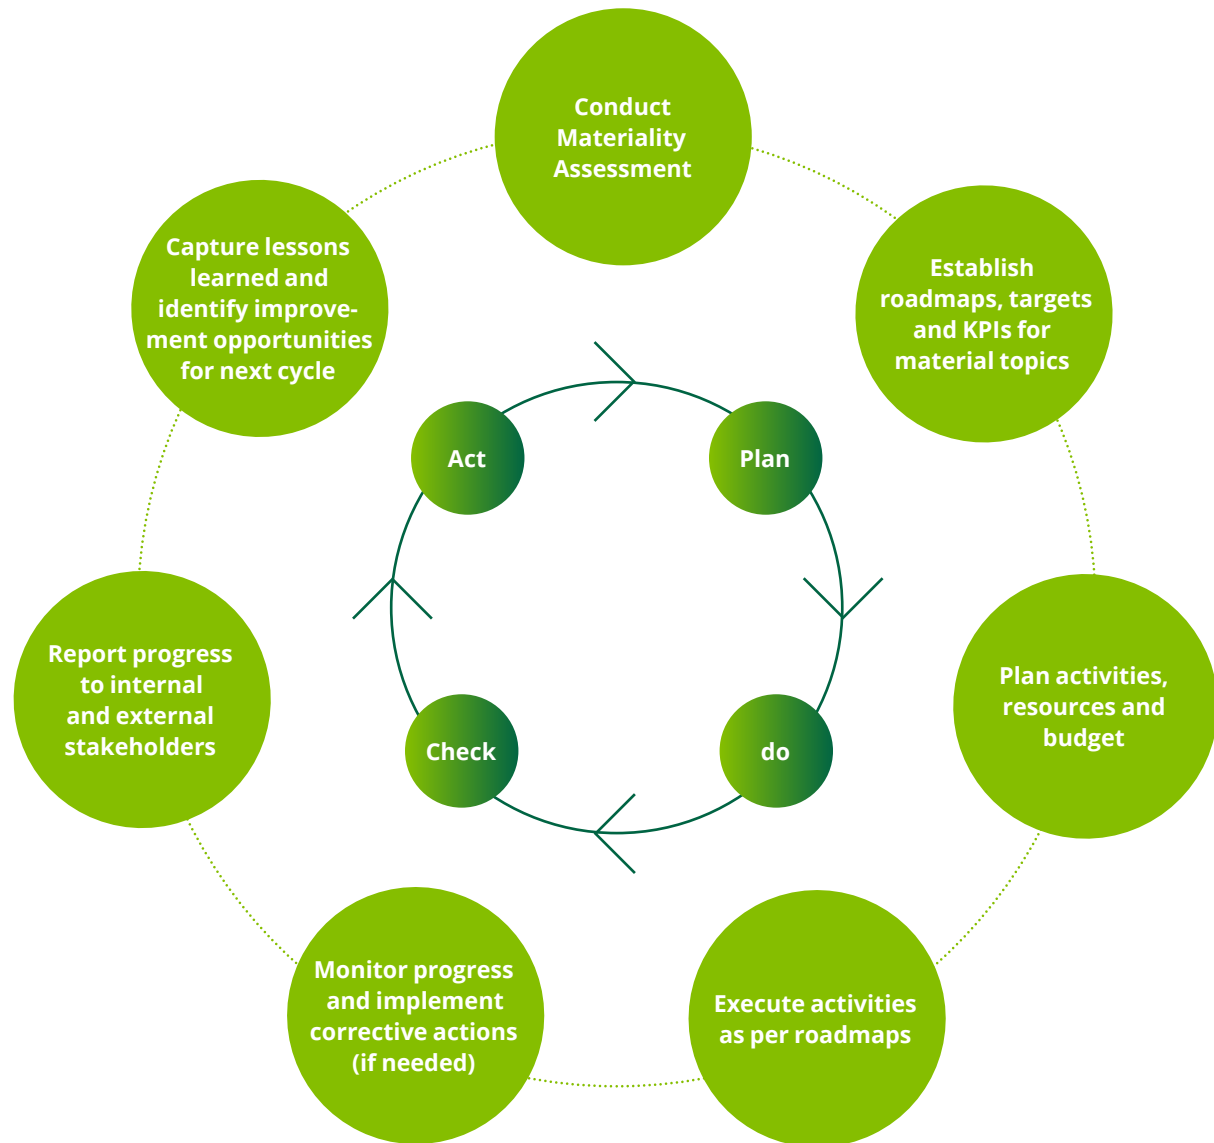 Conduct
Materiality
Assessment
Establish
roadmaps, targets
and KPIs for
material topics
Plan activities,
resources and
budget
Execute activities
as per roadmaps
Monitor progress
and implement
corrective actions
(if needed)
Report progress
to internal
and external
stakeholders
Capture lessons
learned and
identify improve-
ment opportunities
for next cycle
Act
Plan
do
Check